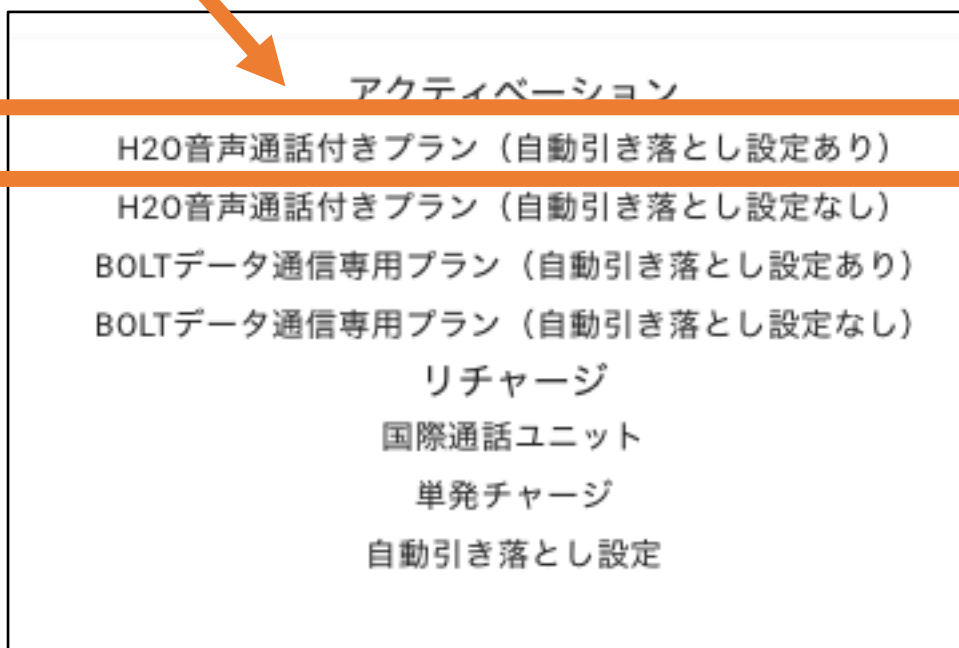 アクティベーション
H2O音声通話付きプラン（自動引き落とし設定あり）
H2O音声通話付きプラン（自動引き落とし設定なし）
BOLTデータ通信専用プラン（自動引き落とし設定あり）
BOLTデータ通信専用プラン（自動引き落とし設定なし）
リチャージ
国際通話ユニット
単発チャージ
自動引き落とし設定